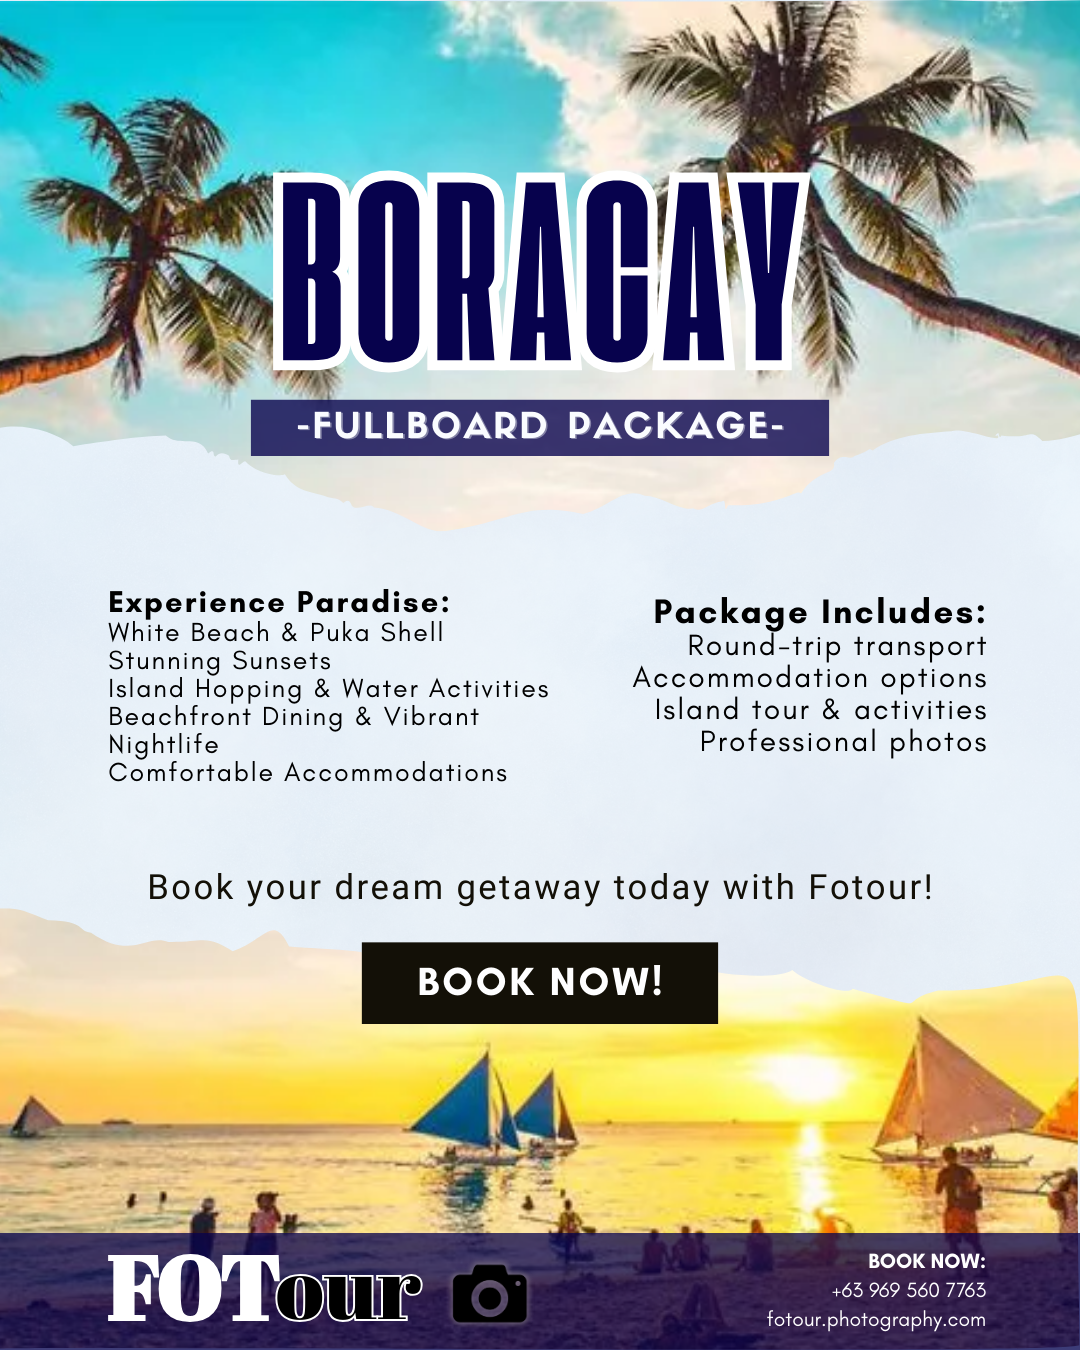 BORACAY
-FULLBOARD PACKAGE-
Experience Paradise:
White Beach & Puka Shell
Stunning Sunsets
Island Hopping & Water Activities
Beachfront Dining & Vibrant
Nightlife
Comfortable Accommodations
Package Includes:
Round-trip transport
Accommodation options
Island tour & activities
Professional photos
Book your dream getaway today with Fotour!
BOOK NOW!
FOTour
BOOK NOW:
+63 969 560 7763
fotour.photography.com